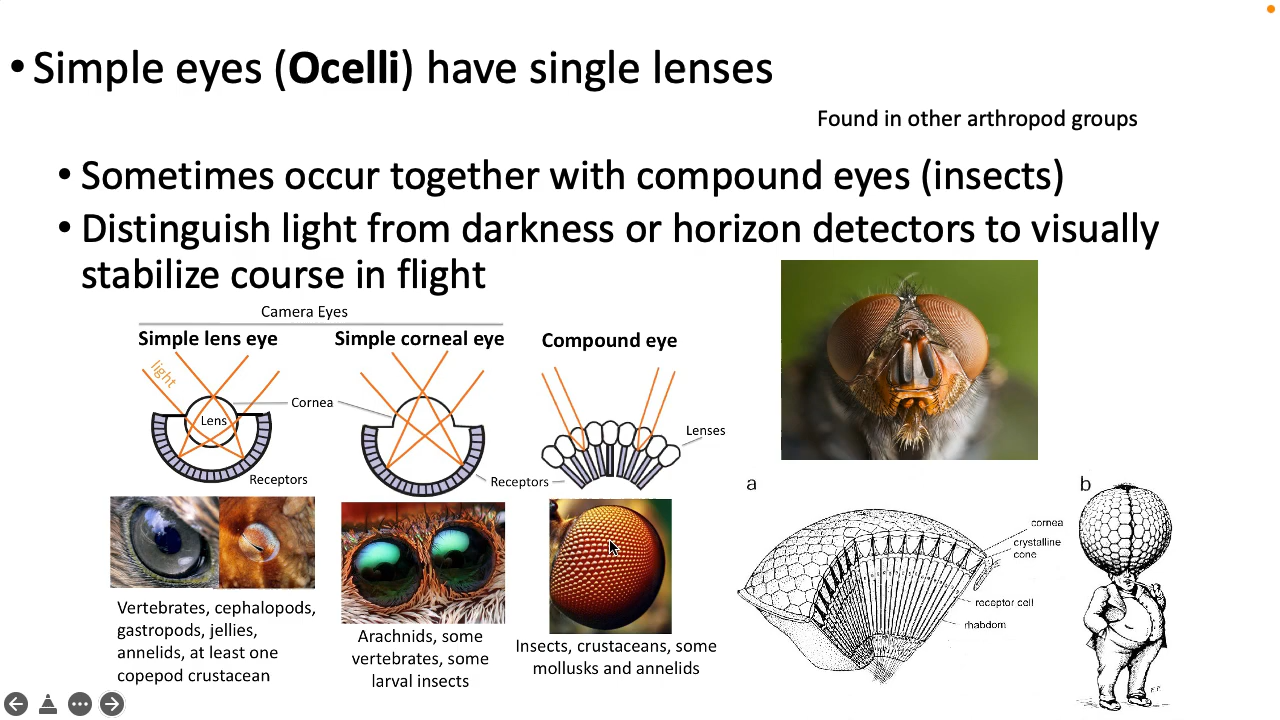 • Simple eyes (Ocelli) have single lenses
Found in other arthropod groups
• Sometimes occur together with compound eyes (insects)
• Distinguish light from darkness or horizon detectors to visually
stabilize course in flight
Camera Eyes
Simple lens eye
Simple corneal eye
Compound eye
light
Cornea
Lens
Lenses
Receptors
Receptors
Vertebrates, cephalopods,
gastropods, jellies,
annelids, at least one
copepod crustacean
Arachnids, some
vertebrates, some
larval insects
Insects, crustaceans, some
mollusks and annelids
a
cornea
crystalline
cone
receptor cell
rhabdom
b